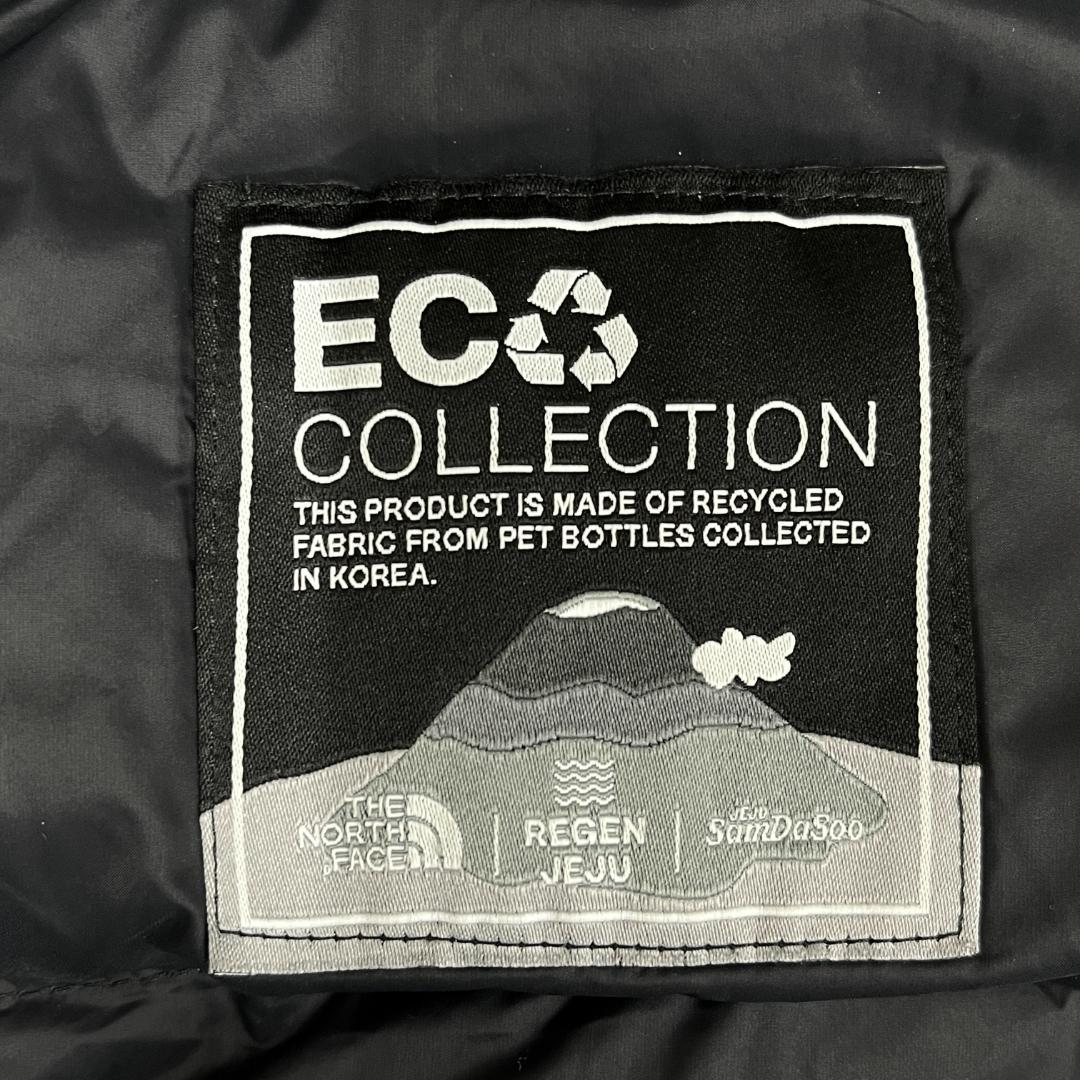 ECO
COLLECTION
THIS PRODUCT IS MADE OF RECYCLED
FABRIC FROM PET BOTTLES COLLECTED
IN KOREA.
THE
NORTH
FACE
REGEN
JEJU
JEJU
SamDaSoo